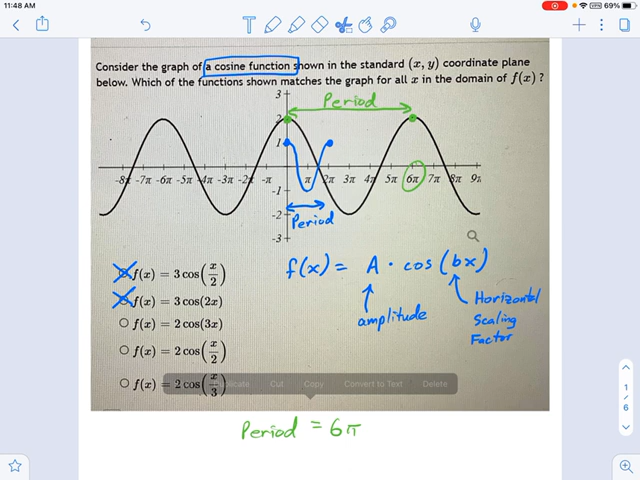 11:48 AM
VPN 69%
Consider the graph of a cosine function shown in the standard (x, y) coordinate plane
below. Which of the functions shown matches the graph for all x in the domain of f(x) ?
Period
3
2
1
-1
-2
-3
-8π -7π -6π -5π -4π -3π -2π -π π 2π 3π 4π 5π 6π 7π 8π 9π
Period
f(x) = A · cos (bx)
amplitude
Horizontal
Scaling
Factor
f(x) = 3 cos(x/2)
f(x) = 3 cos(2x)
f(x) = 2 cos(3x)
f(x) = 2 cos(x/2)
f(x) = 2 cos(x/3)
Cut Copy Convert to Text Delete
Period = 6π
1
/
6